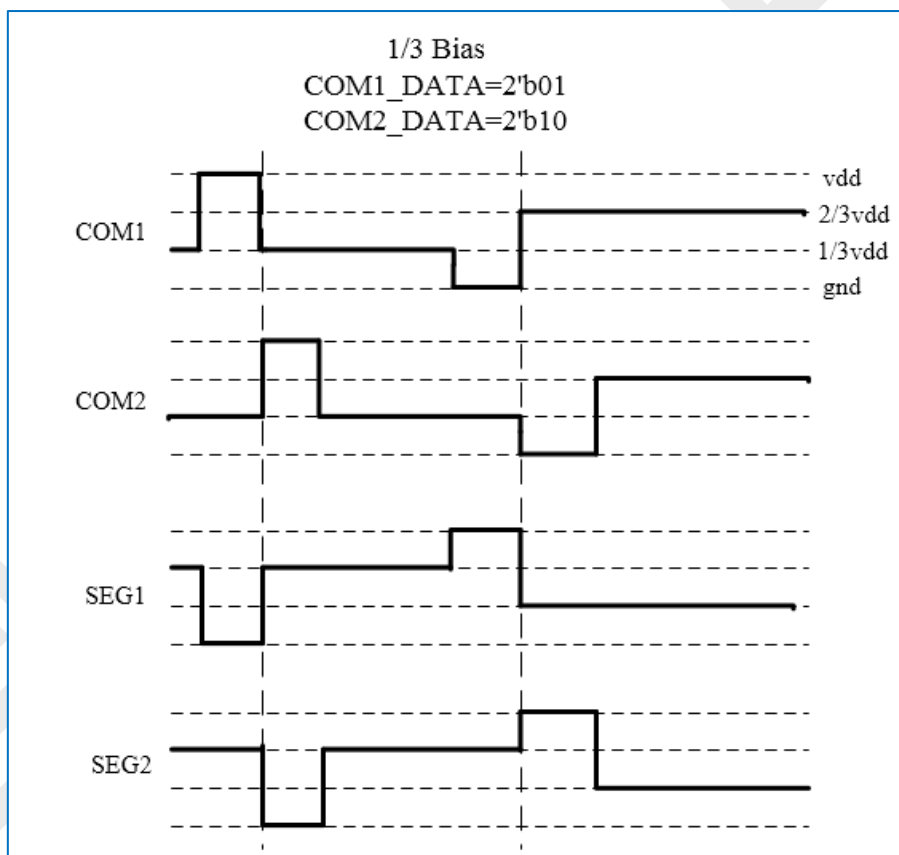 1/3 Bias
COM1_DATA=2'b01
COM2_DATA=2'b10
vdd
2/3vdd
COM1
1/3vdd
gnd
COM2
SEG1
SEG2